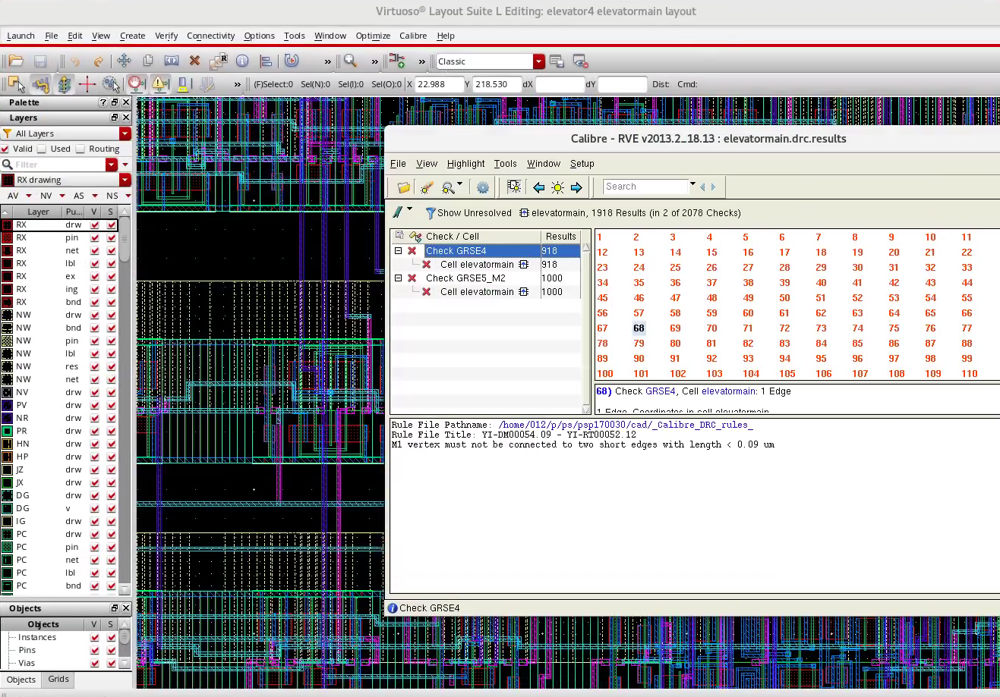 Virtuoso® Layout Suite L Editing: elevator4 elevatormain layout
Launch File Edit View Create Verify Connectivity Options Tools Window Optimize Calibre Help
» » » Classic
» (F)Select:0 Sel(N):0 Sel(I):0 Sel(O):0 X 22.988 Y 218.530 dX dY Dist: Cmd:
Palette
Layers
All Layers
Valid Used Routing
Filter
RX drawing
AV NV AS NS
Layer Pu... V S
RX drw
RX pin
RX net
RX lbl
RX ex
RX ing
RX bnd
NW drw
NW bnd
NW pin
NW lbl
NW res
NW net
NV drw
PV drw
NR drw
PR drw
HN drw
HP drw
JZ drw
JX drw
DG drw
DG v
IG drw
PC drw
PC pin
PC net
PC lbl
PC bnd
Objects
Objects V S
Instances
Pins
Vias
Objects Grids
Calibre - RVE v2013.2_18.13 : elevatormain.drc.results
File View Highlight Tools Window Setup
Search
Show Unresolved elevatormain, 1918 Results (in 2 of 2078 Checks)
Check / Cell Results
Check GRSE4 918
Cell elevatormain 918
Check GRSE5_M2 1000
Cell elevatormain 1000
1 2 3 4 5 6 7 8 9 10 11
12 13 14 15 16 17 18 19 20 21 22
23 24 25 26 27 28 29 30 31 32 33
34 35 36 37 38 39 40 41 42 43 44
45 46 47 48 49 50 51 52 53 54 55
56 57 58 59 60 61 62 63 64 65 66
67 68 69 70 71 72 73 74 75 76 77
78 79 80 81 82 83 84 85 86 87 88
89 90 91 92 93 94 95 96 97 98 99
100 101 102 103 104 105 106 107 108 109 110
68) Check GRSE4, Cell elevatormain: 1 Edge
1 Edge, Coordinates in cell elevatormain
Rule File Pathname: /home/012/p/ps/psp170030/cad/_Calibre_DRC_rules_
Rule File Title: YI-DM00054.09 - YI-RT00052.12
M1 vertex must not be connected to two short edges with length < 0.09 um
Check GRSE4